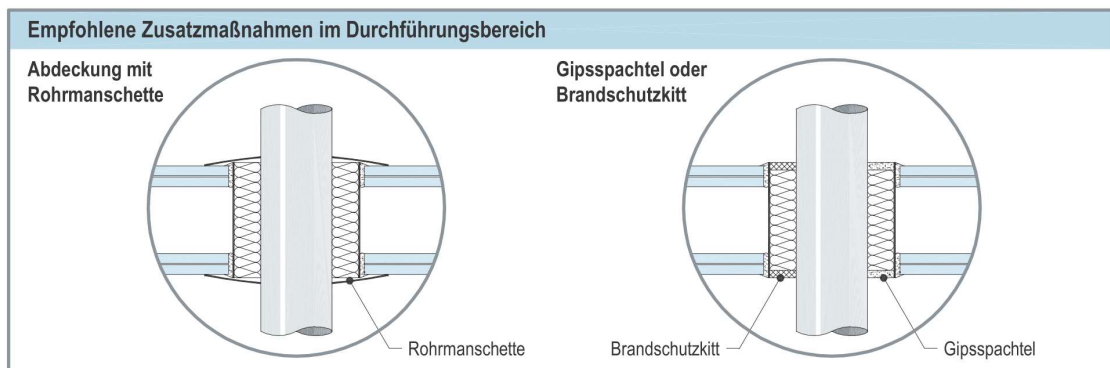 Empfohlene Zusatzmaßnahmen im Durchführungsbereich
Abdeckung mit
Rohrmanschette
Rohrmanschette
Gipsspachtel oder
Brandschutzkitt
Brandschutzkitt
Gipsspachtel